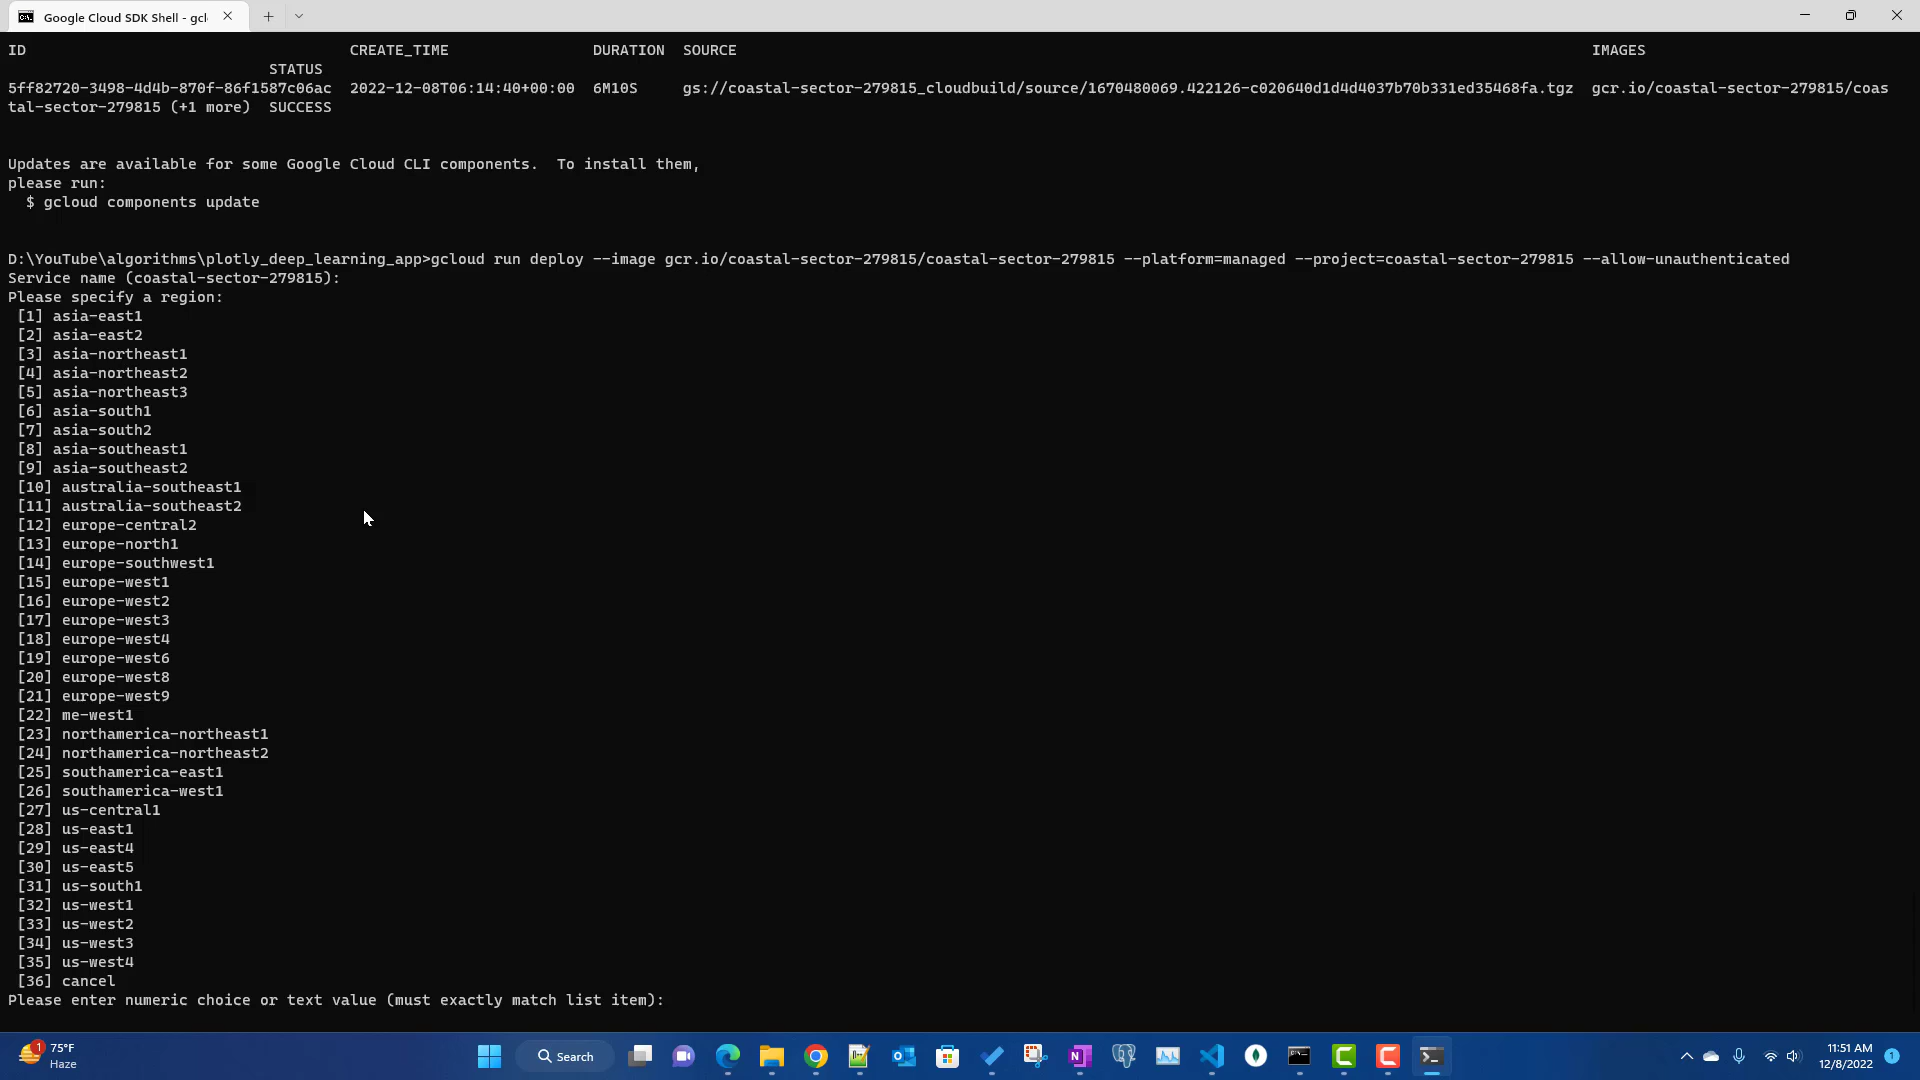 Google Cloud SDK Shell - gcl
ID CREATE_TIME DURATION SOURCE IMAGES
STATUS
5ff82720-3498-4d4b-870f-86f1587c06ac 2022-12-08T06:14:40+00:00 6M10S gs://coastal-sector-279815_cloudbuild/source/1670480069.422126-c020640d1d4d4037b70b331ed35468fa.tgz gcr.io/coastal-sector-279815/coas
tal-sector-279815 (+1 more) SUCCESS
Updates are available for some Google Cloud CLI components. To install them,
please run:
$ gcloud components update
D:\YouTube\algorithms\plotly_deep_learning_app>gcloud run deploy --image gcr.io/coastal-sector-279815/coastal-sector-279815 --platform=managed --project=coastal-sector-279815 --allow-unauthenticated
Service name (coastal-sector-279815):
Please specify a region:
[1] asia-east1
[2] asia-east2
[3] asia-northeast1
[4] asia-northeast2
[5] asia-northeast3
[6] asia-south1
[7] asia-south2
[8] asia-southeast1
[9] asia-southeast2
[10] australia-southeast1
[11] australia-southeast2
[12] europe-central2
[13] europe-north1
[14] europe-southwest1
[15] europe-west1
[16] europe-west2
[17] europe-west3
[18] europe-west4
[19] europe-west6
[20] europe-west8
[21] europe-west9
[22] me-west1
[23] northamerica-northeast1
[24] northamerica-northeast2
[25] southamerica-east1
[26] southamerica-west1
[27] us-central1
[28] us-east1
[29] us-east4
[30] us-east5
[31] us-south1
[32] us-west1
[33] us-west2
[34] us-west3
[35] us-west4
[36] cancel
Please enter numeric choice or text value (must exactly match list item):
1
75°F
Haze
Search
11:51 AM
12/8/2022
1